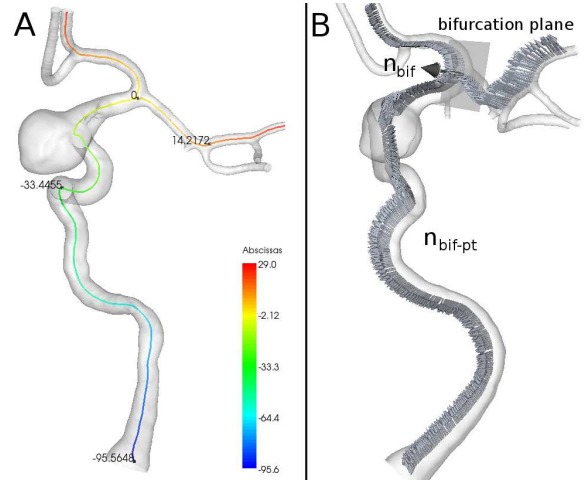 A
0
14.2172
-33.4455
Abscissas
29.0
-2.12
-33.3
-64.4
-95.6
-95.5648
B
bifurcation plane
n_bif
n_bif-pt